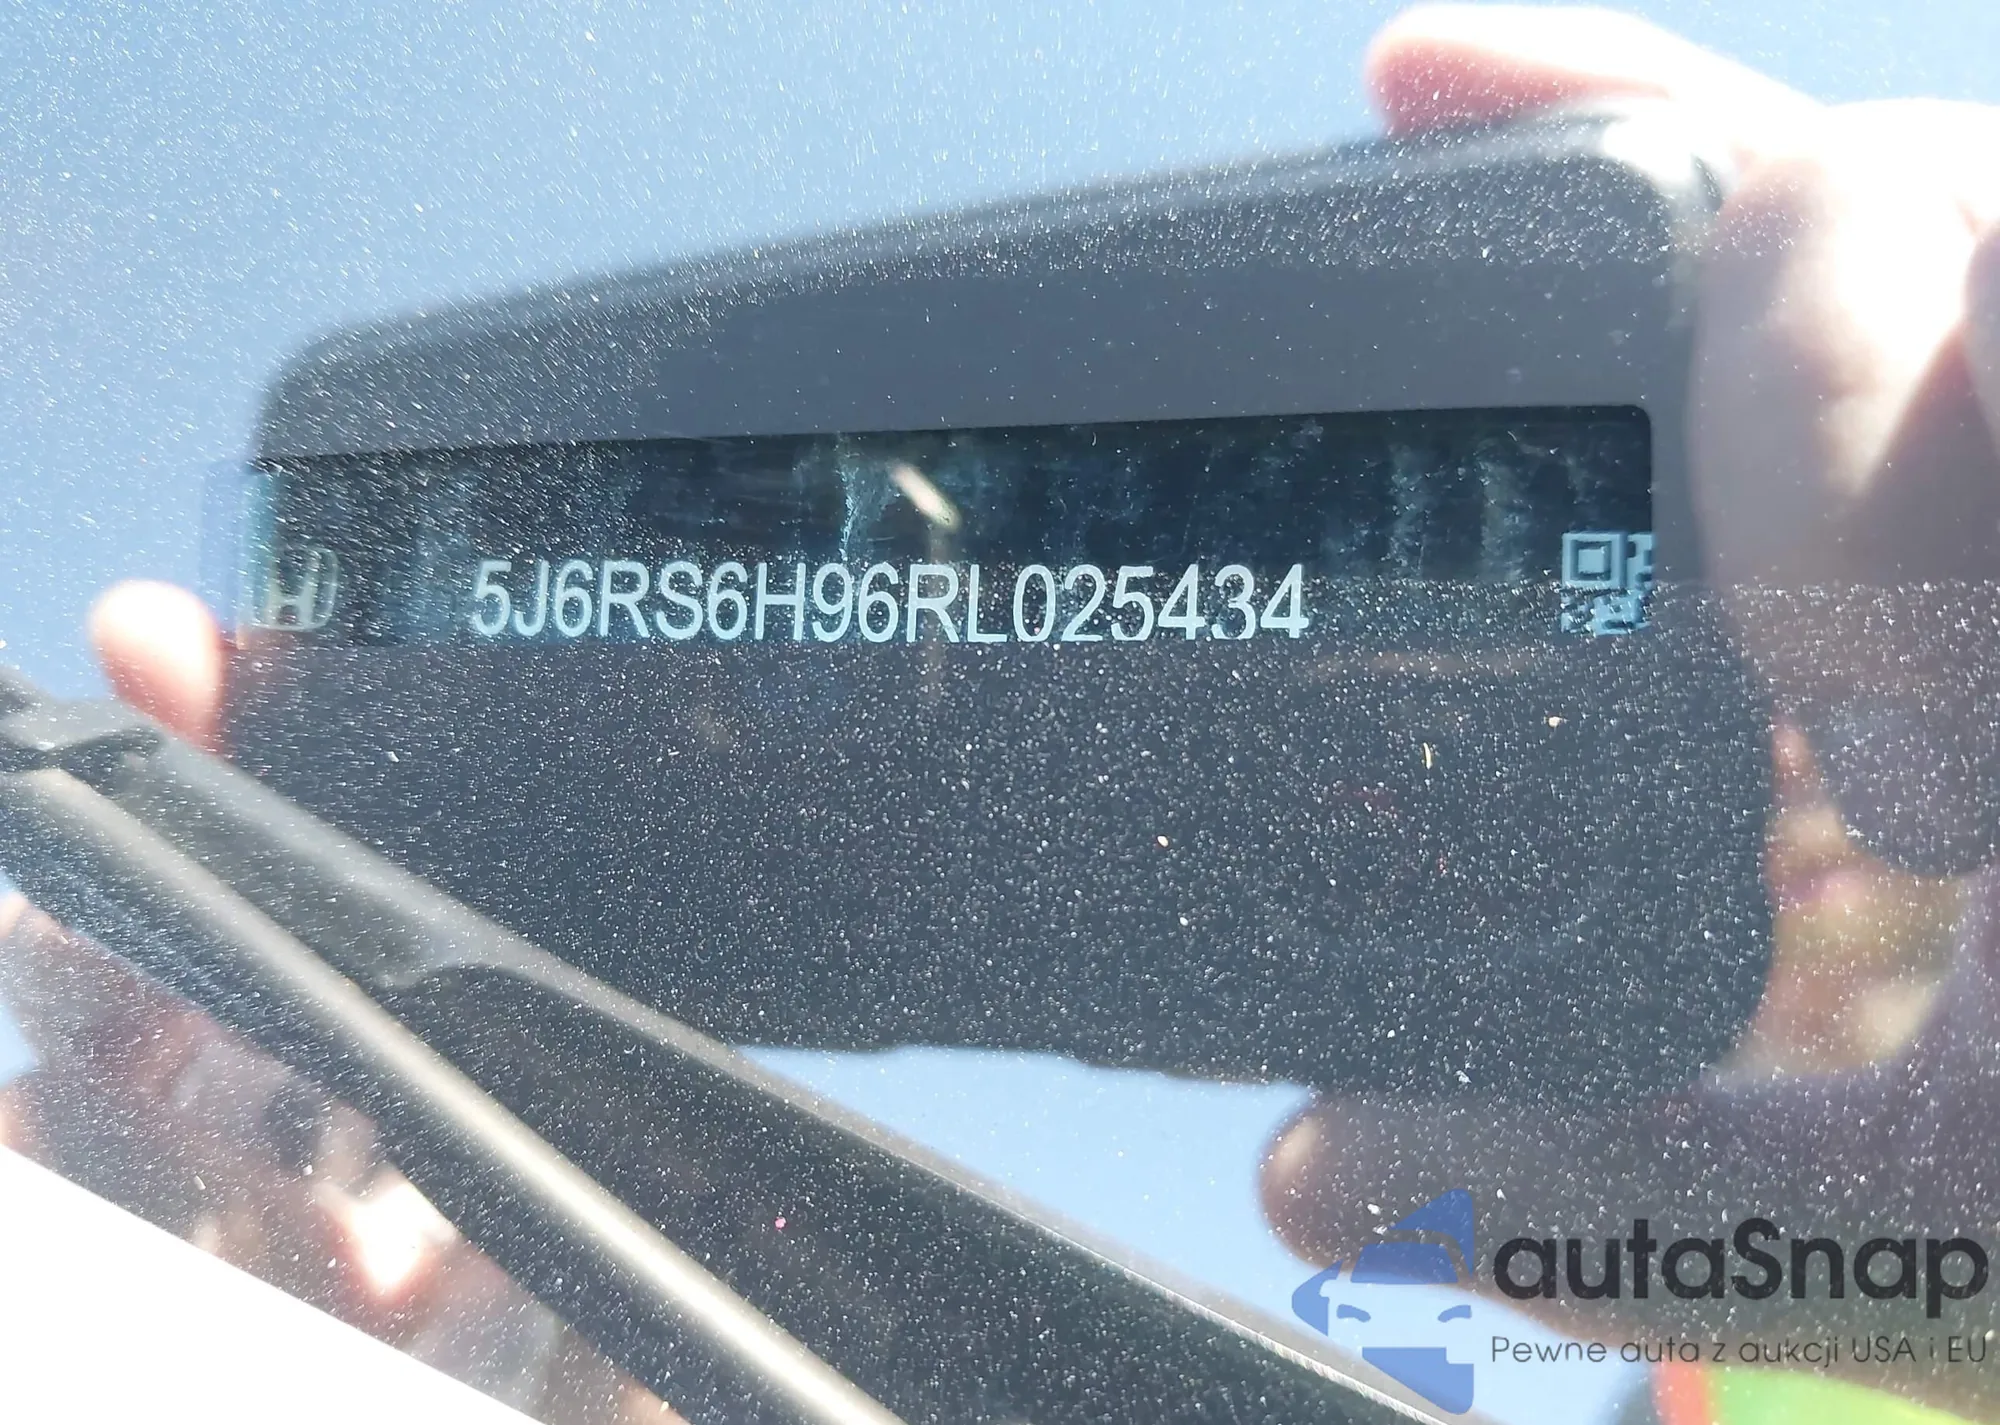 5J6RS6H96RL025434
autaSnap
Pewne auta z aukcji USA i EU